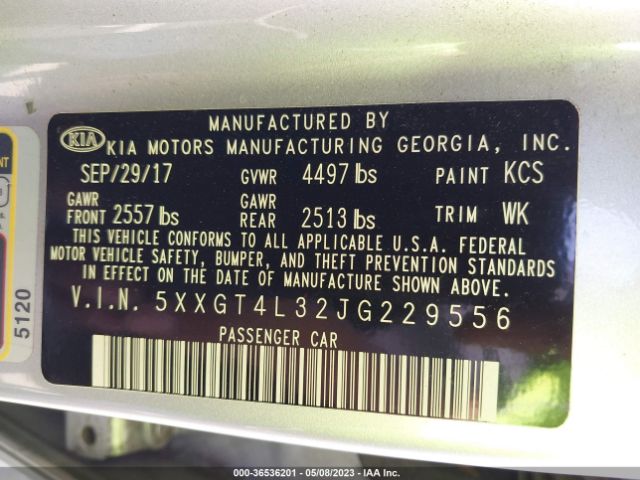 MANUFACTURED BY
KIA KIA MOTORS MANUFACTURING GEORGIA, INC.
SEP/29/17 GVWR 4497 lbs PAINT KCS
GAWR FRONT 2557 lbs GAWR REAR 2513 lbs TRIM WK
THIS VEHICLE CONFORMS TO ALL APPLICABLE U.S.A. FEDERAL
MOTOR VEHICLE SAFETY, BUMPER, AND THEFT PREVENTION STANDARDS
IN EFFECT ON THE DATE OF MANUFACTURE SHOWN ABOVE.
V.I.N. 5XXGT4L32JG229556
PASSENGER CAR
5120
000-36536201 - 05/08/2023 - IAA Inc.